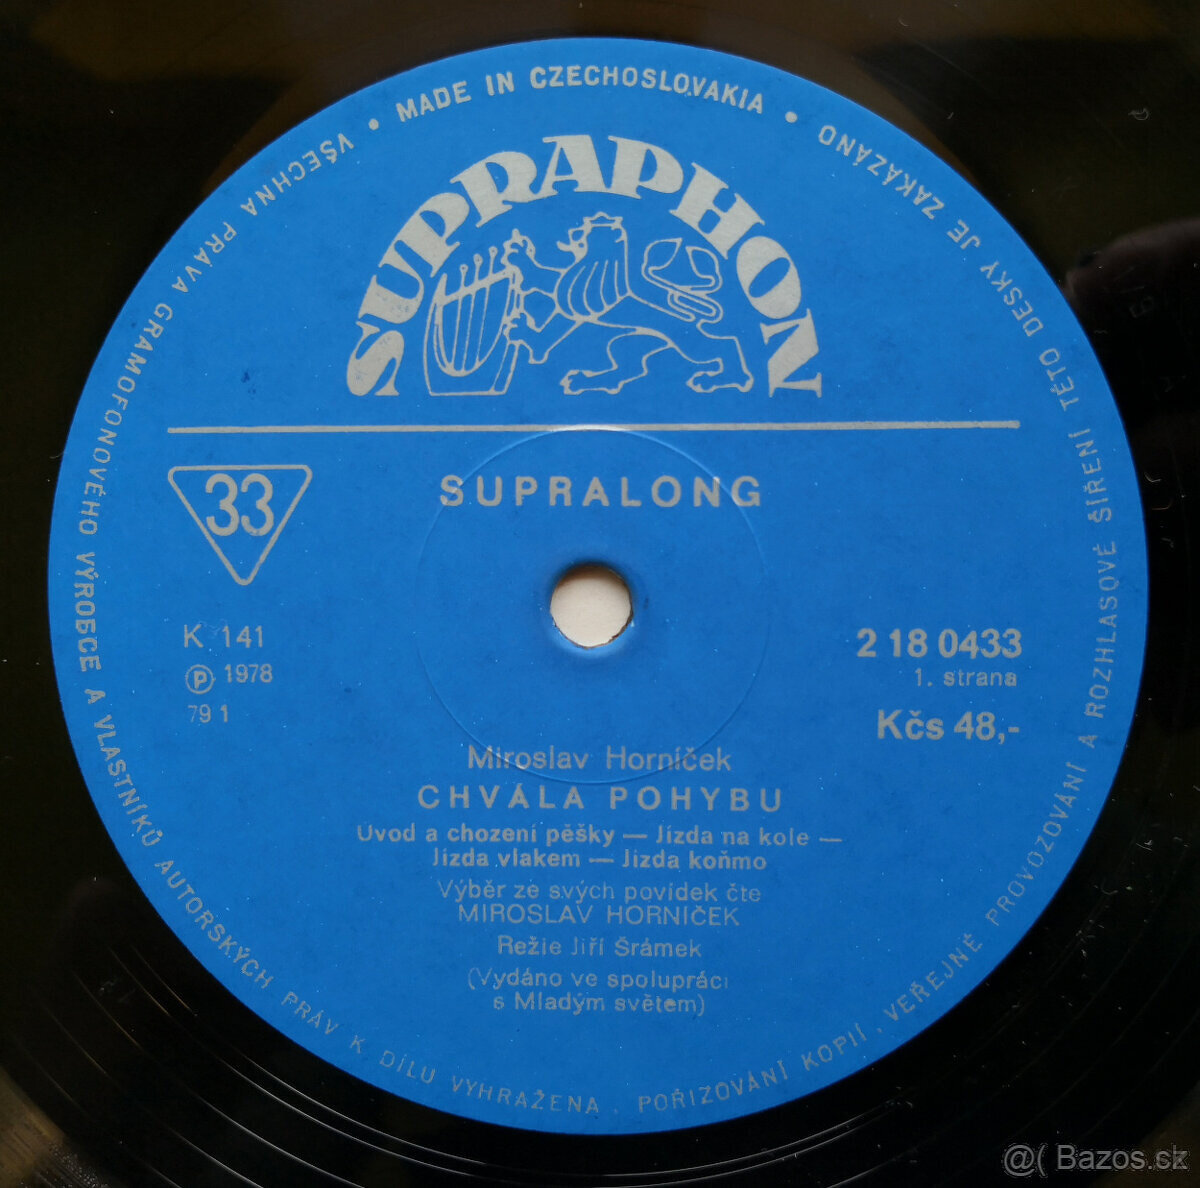 VŠECHNA PRÁVA GRAMOFONOVÉHO VÝROBCE A VLASTNÍKŮ AUTORSKÝCH PRÁV K DÍLU VYHRAŽENA . POŘIZOVÁNÍ KOPIÍ , VEŘEJNÉ PROVOZOVÁNÍ A ROZHLASOVÉ ŠÍŘENÍ TÉTO DESKY JE ZAKÁZÁNO
• MADE IN CZECHOSLOVAKIA •
SUPRAPHON
SUPRALONG
33
K 141
Ⓟ 1978
79 1
2 18 0433
1. strana
Kčs 48,-
Miroslav Horníček
CHVÁLA POHYBU
Úvod a chození pěšky — Jízda na kole —
Jízda vlakem — Jízda koňmo
Výběr ze svých povídek čte
MIROSLAV HORNÍČEK
Režie Jiří Šrámek
(Vydáno ve spolupráci
s Mladým světem)
@( Bazos.sk